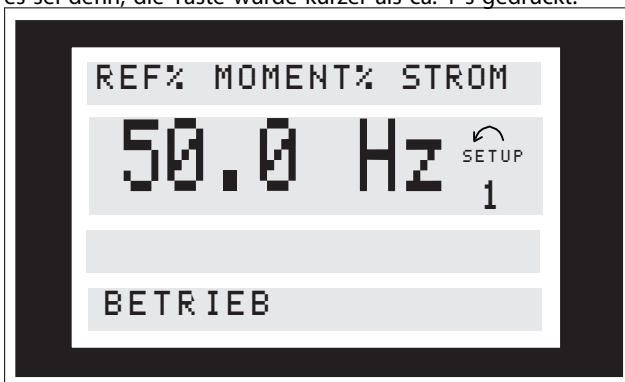 es sei denn, die Taste wurde kürzer als ca. 1 s gedrückt.
REF% MOMENT% STROM
50.0 Hz SETUP
1
BETRIEB